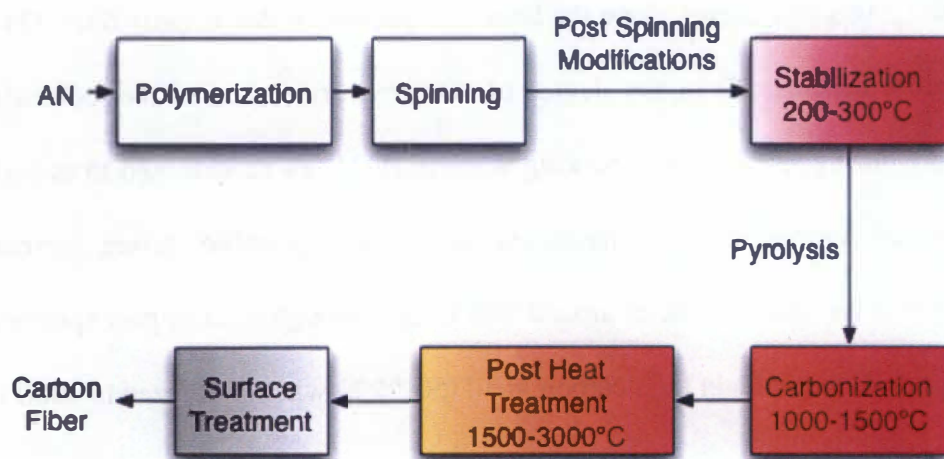 AN
Polymerization
Spinning
Post Spinning
Modifications
Stabilization
200-300°C
Pyrolysis
Carbonization
1000-1500°C
Post Heat
Treatment
1500-3000°C
Surface
Treatment
Carbon
Fiber